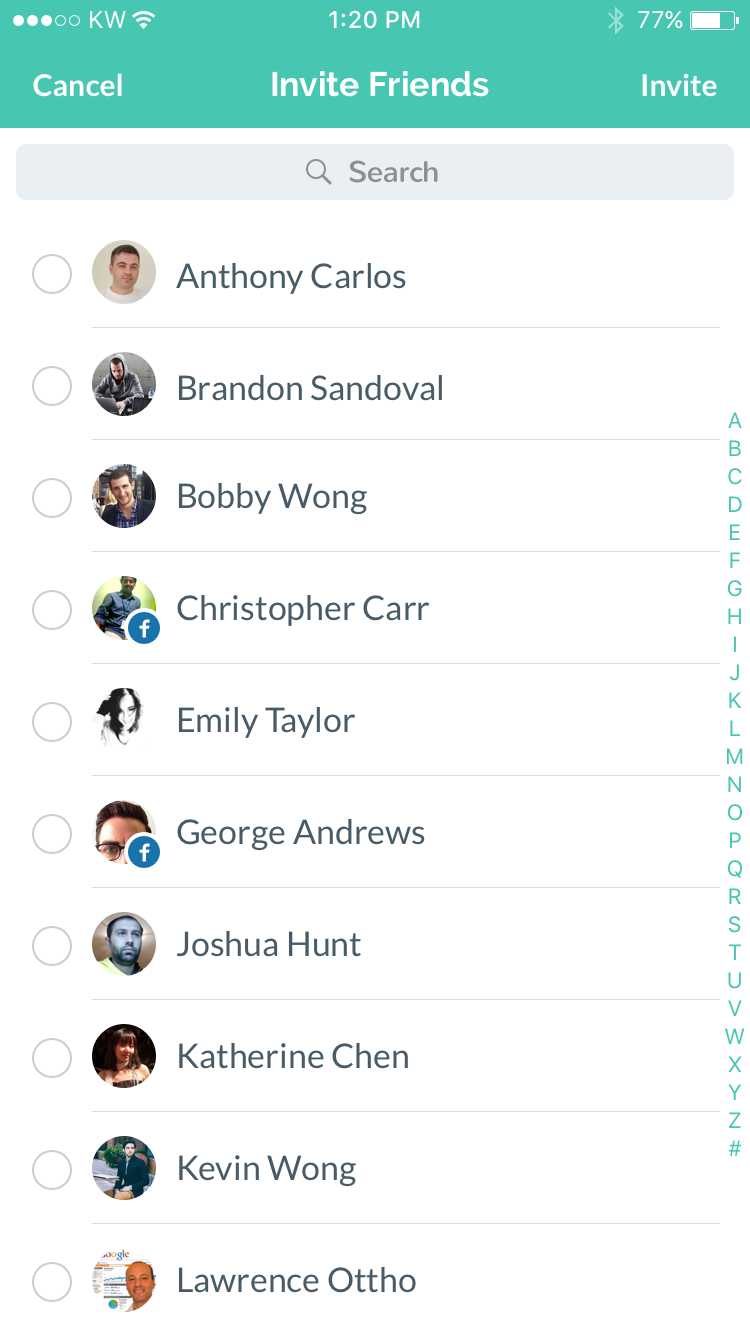 KW 1:20 PM 77%
Cancel Invite Friends Invite
Search
Anthony Carlos
Brandon Sandoval
Bobby Wong
Christopher Carr
f
Emily Taylor
George Andrews
f
Joshua Hunt
Katherine Chen
Kevin Wong
Lawrence Ottho
A
B
C
D
E
F
G
H
I
J
K
L
M
N
O
P
Q
R
S
T
U
V
W
X
Y
Z
#